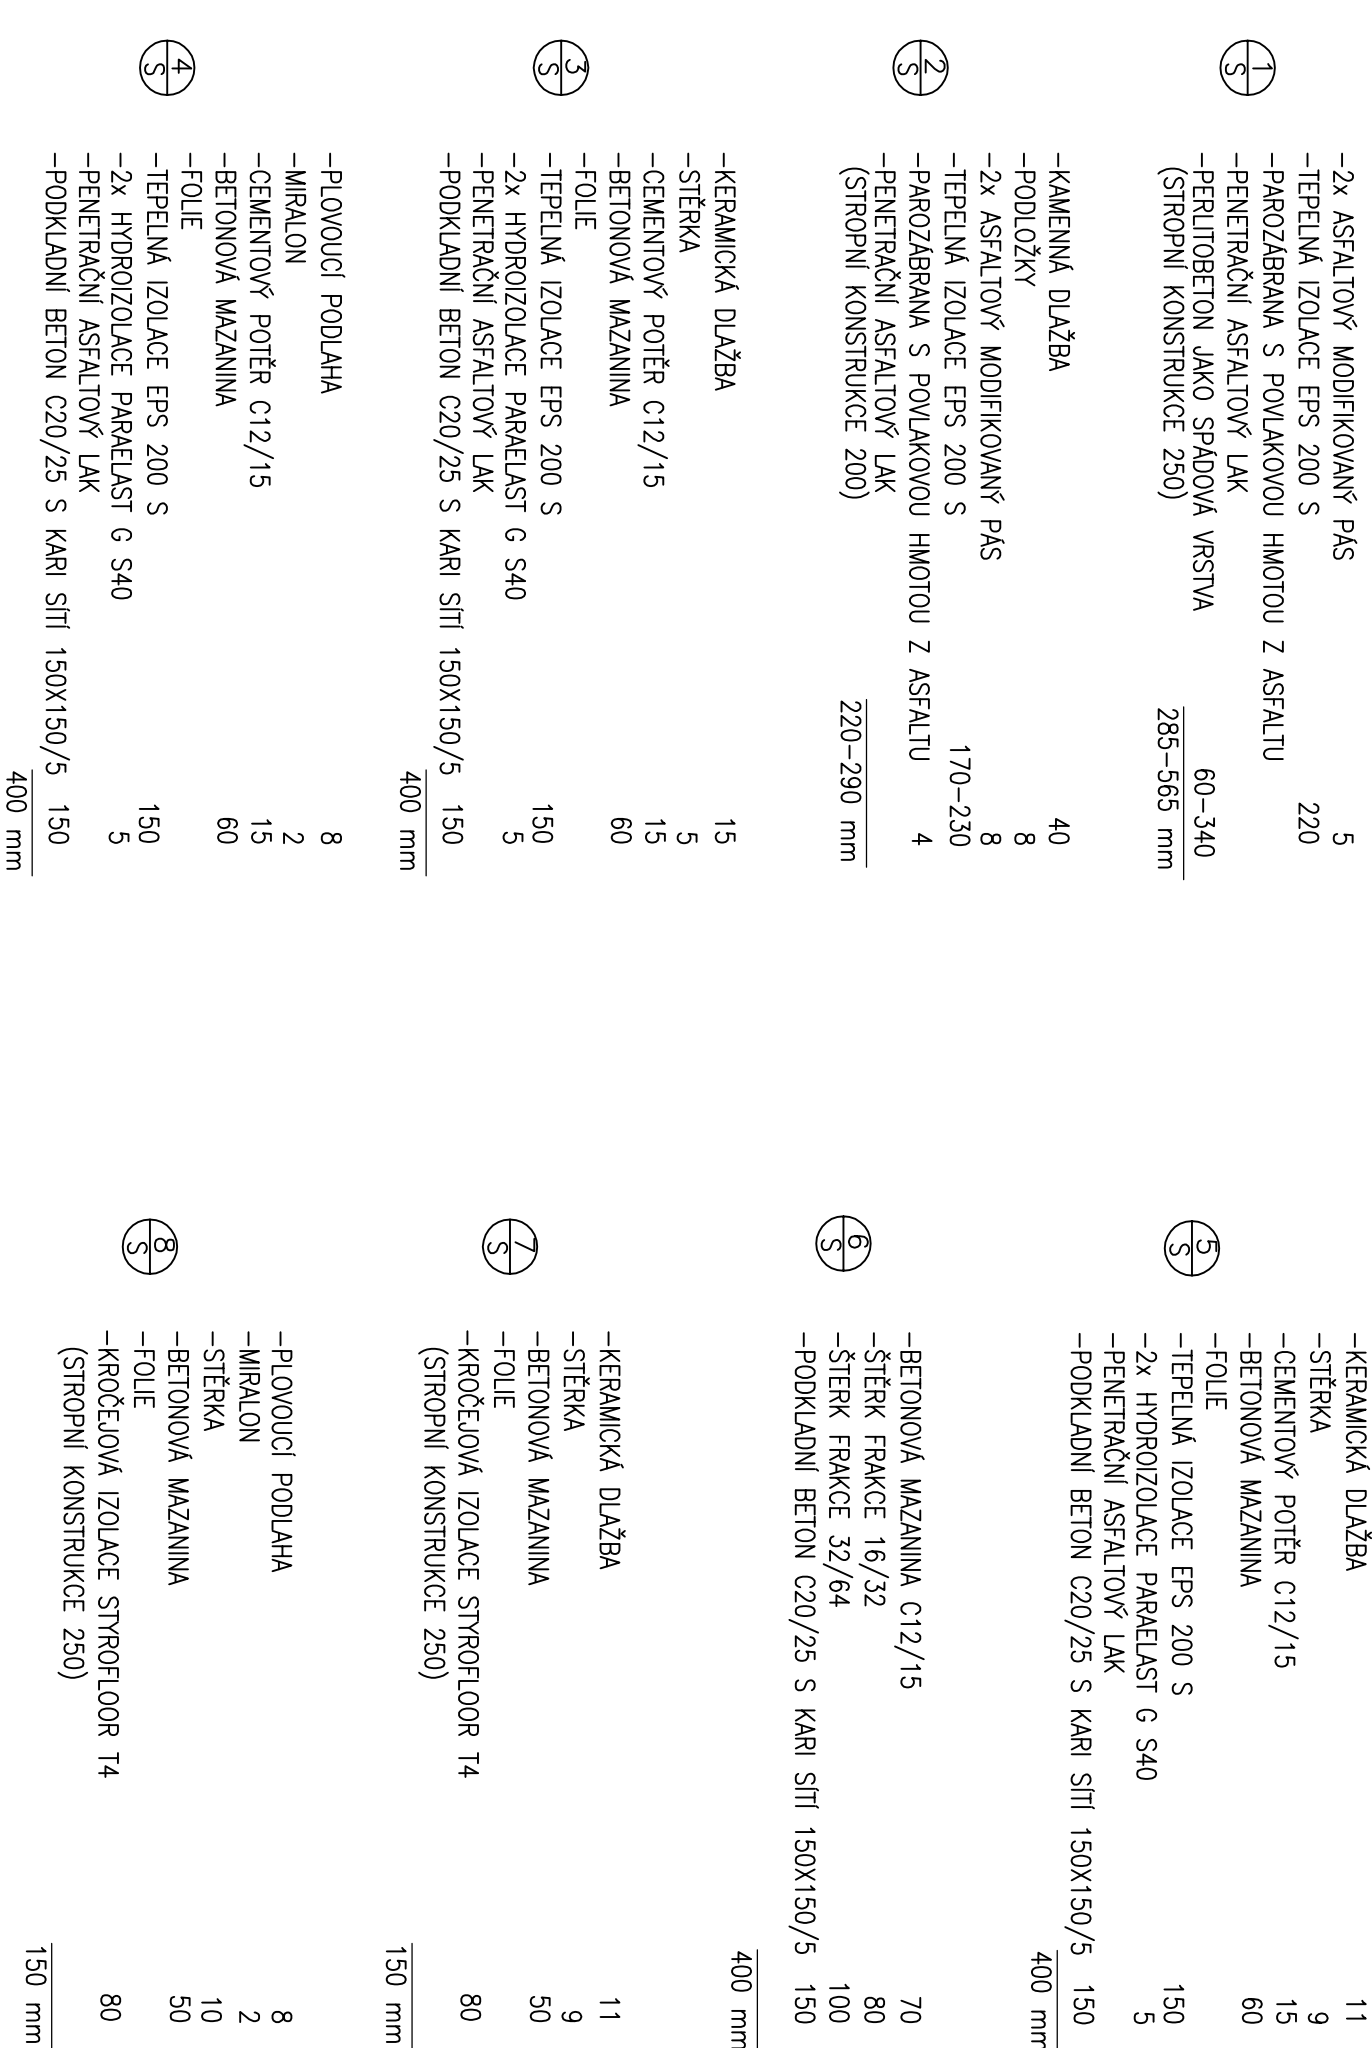 1
S
-2x ASFALTOVÝ MODIFIKOVANÝ PÁS 5
-TEPELNÁ IZOLACE EPS 200 S 220
-PAROZÁBRANA S POVLAKOVOU HMOTOU Z ASFALTU
-PENETRAČNÍ ASFALTOVÝ LAK
-PERLITOBETON JAKO SPÁDOVÁ VRSTVA 60-340
(STROPNÍ KONSTRUKCE 250)
285-565 mm
2
S
-KAMENNÁ DLAŽBA 40
-PODLOŽKY 8
-2x ASFALTOVÝ MODIFIKOVANÝ PÁS 8
-TEPELNÁ IZOLACE EPS 200 S 170-230
-PAROZÁBRANA S POVLAKOVOU HMOTOU Z ASFALTU 4
-PENETRAČNÍ ASFALTOVÝ LAK
(STROPNÍ KONSTRUKCE 200)
220-290 mm
3
S
-KERAMICKÁ DLAŽBA 15
-STĚRKA 5
-CEMENTOVÝ POTĚR C12/15 15
-BETONOVÁ MAZANINA 60
-FOLIE
-TEPELNÁ IZOLACE EPS 200 S 150
-2x HYDROIZOLACE PARAELAST G S40 5
-PENETRAČNÍ ASFALTOVÝ LAK
-PODKLADNÍ BETON C20/25 S KARI SÍTÍ 150X150/5 150
400 mm
4
S
-PLOVOUCÍ PODLAHA 8
-MIRALON 2
-CEMENTOVÝ POTĚR C12/15 15
-BETONOVÁ MAZANINA 60
-FOLIE
-TEPELNÁ IZOLACE EPS 200 S 150
-2x HYDROIZOLACE PARAELAST G S40 5
-PENETRAČNÍ ASFALTOVÝ LAK
-PODKLADNÍ BETON C20/25 S KARI SÍTÍ 150X150/5 150
400 mm
5
S
-KERAMICKÁ DLAŽBA 11
-STĚRKA 9
-CEMENTOVÝ POTĚR C12/15 15
-BETONOVÁ MAZANINA 60
-FOLIE
-TEPELNÁ IZOLACE EPS 200 S 150
-2x HYDROIZOLACE PARAELAST G S40 5
-PENETRAČNÍ ASFALTOVÝ LAK
-PODKLADNÍ BETON C20/25 S KARI SÍTÍ 150X150/5 150
400 mm
6
S
-BETONOVÁ MAZANINA C12/15 70
-ŠTĚRK FRAKCE 16/32 80
-ŠTĚRK FRAKCE 32/64 100
-PODKLADNÍ BETON C20/25 S KARI SÍTÍ 150X150/5 150
400 mm
7
S
-KERAMICKÁ DLAŽBA 11
-STĚRKA 9
-BETONOVÁ MAZANINA 50
-FOLIE
-KROČEJOVÁ IZOLACE STYROFLOOR T4 80
(STROPNÍ KONSTRUKCE 250)
150 mm
8
S
-PLOVOUCÍ PODLAHA 8
-MIRALON 2
-STĚRKA 10
-BETONOVÁ MAZANINA 50
-FOLIE
-KROČEJOVÁ IZOLACE STYROFLOOR T4 80
(STROPNÍ KONSTRUKCE 250)
150 mm